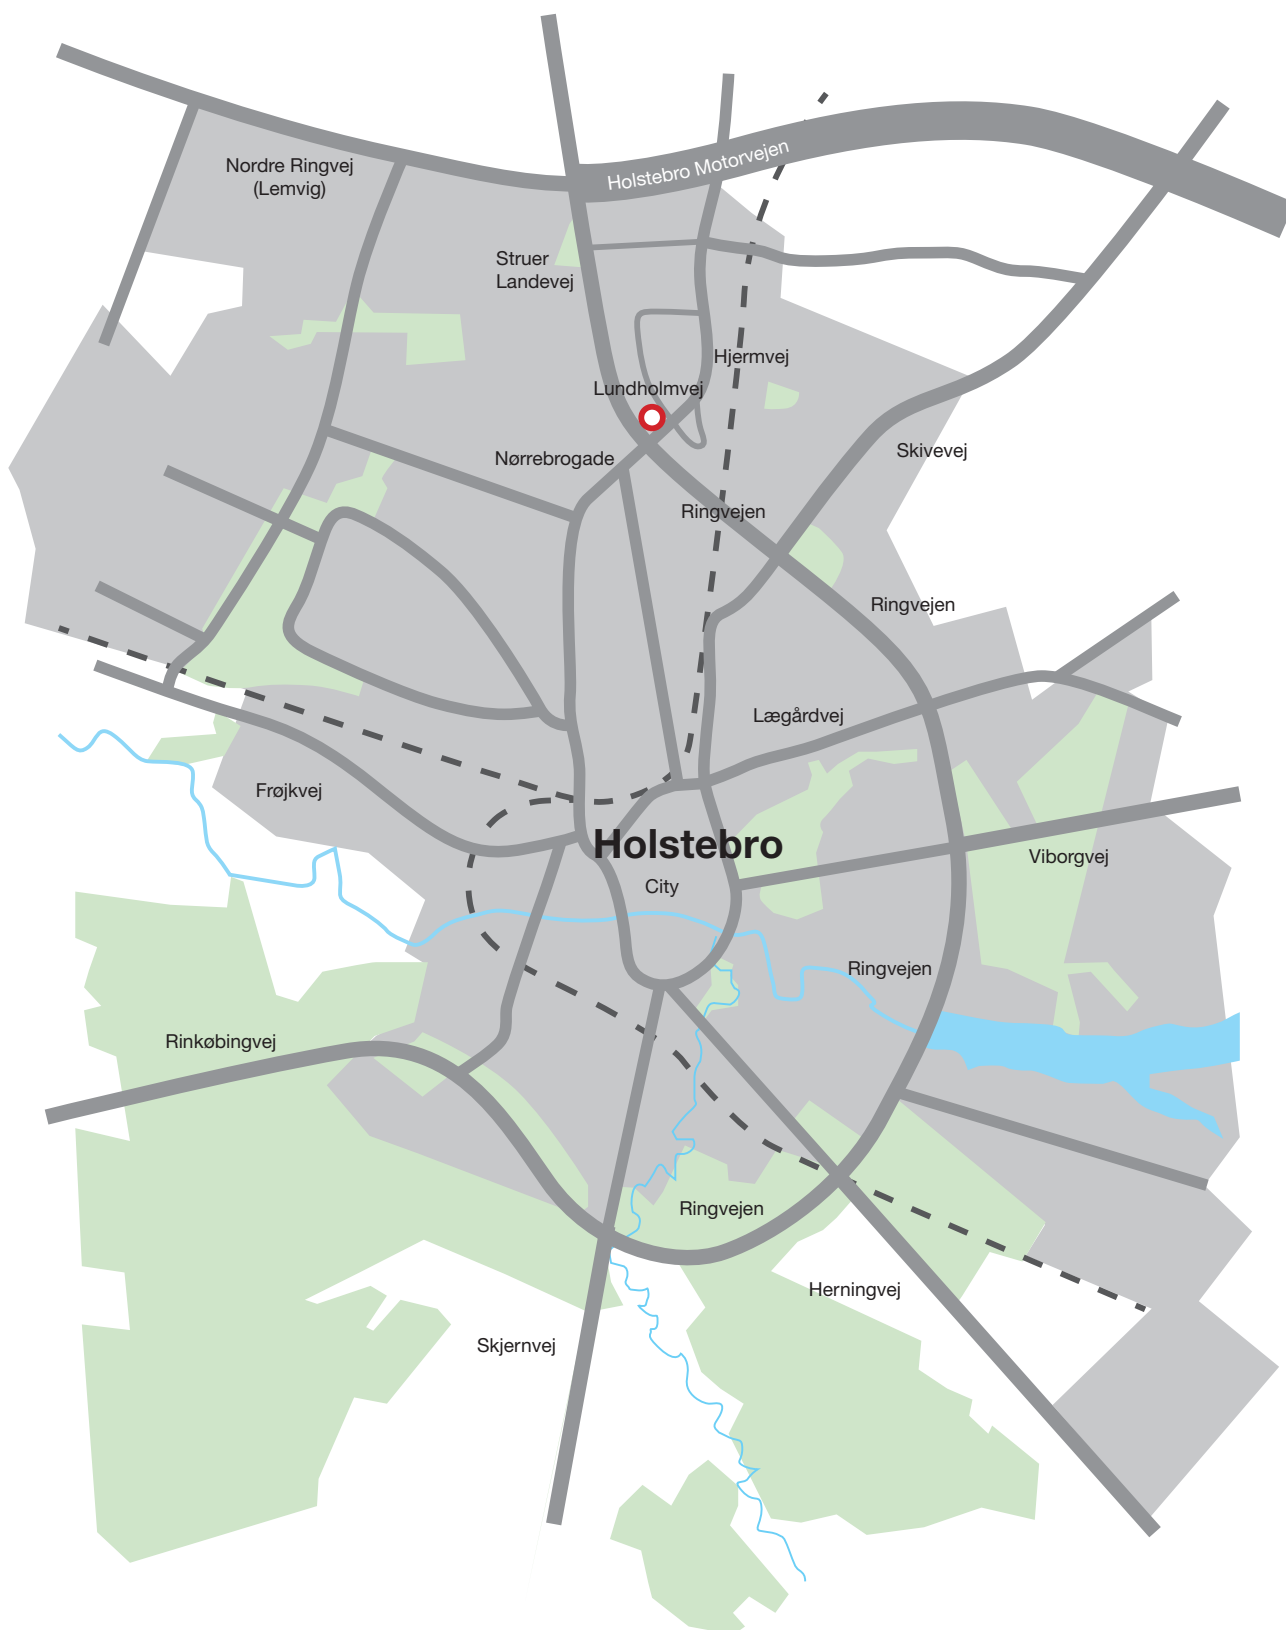 Holstebro Motorvejen
Nordre Ringvej
(Lemvig)
Struer
Landevej
Hjermvej
Lundholmvej
Skivevej
Nørrebrogade
Ringvejen
Ringvejen
Lægårdvej
Frøjkvej
Holstebro
Viborgvej
City
Ringvejen
Rinkøbingvej
Ringvejen
Herningvej
Skjernvej